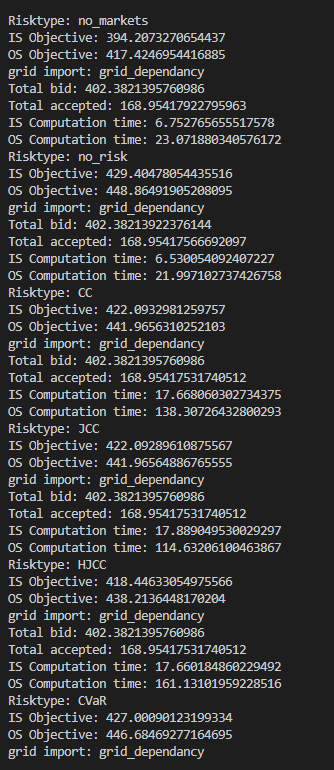 Risktype: no_markets
IS Objective: 394.2073270654437
OS Objective: 417.4246954416885
grid import: grid_dependancy
Total bid: 402.3821395760986
Total accepted: 168.95417922795963
IS Computation time: 6.752765655517578
OS Computation time: 23.071880340576172
Risktype: no_risk
IS Objective: 429.40478054435516
OS Objective: 448.86491905208095
grid import: grid_dependancy
Total bid: 402.38213922376144
Total accepted: 168.95417566692097
IS Computation time: 6.530054092407227
OS Computation time: 21.997102737426758
Risktype: CC
IS Objective: 422.0932981259757
OS Objective: 441.9656310252103
grid import: grid_dependancy
Total bid: 402.3821395760986
Total accepted: 168.95417531740512
IS Computation time: 17.668060302734375
OS Computation time: 138.30726432800293
Risktype: JCC
IS Objective: 422.09289610875567
OS Objective: 441.96564886765555
grid import: grid_dependancy
Total bid: 402.3821395760986
Total accepted: 168.95417531740512
IS Computation time: 17.889049530029297
OS Computation time: 114.63206100463867
Risktype: HJCC
IS Objective: 418.44633054975566
OS Objective: 438.2136448170204
grid import: grid_dependancy
Total bid: 402.3821395760986
Total accepted: 168.95417531740512
IS Computation time: 17.660184860229492
OS Computation time: 161.13101959228516
Risktype: CVaR
IS Objective: 427.00090123199334
OS Objective: 446.68469277164695
grid import: grid_dependancy